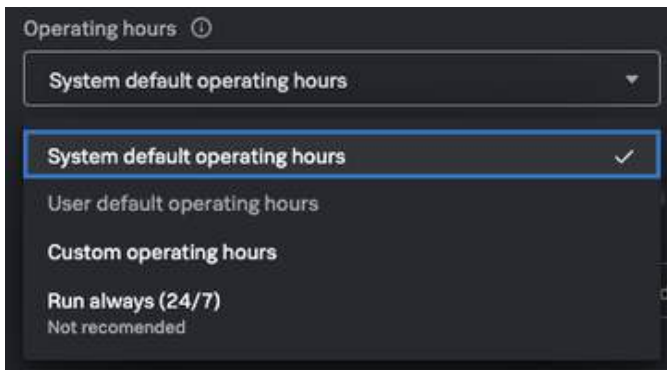 Operating hours
System default operating hours
System default operating hours
User default operating hours
Custom operating hours
Run always (24/7)
Not recomended